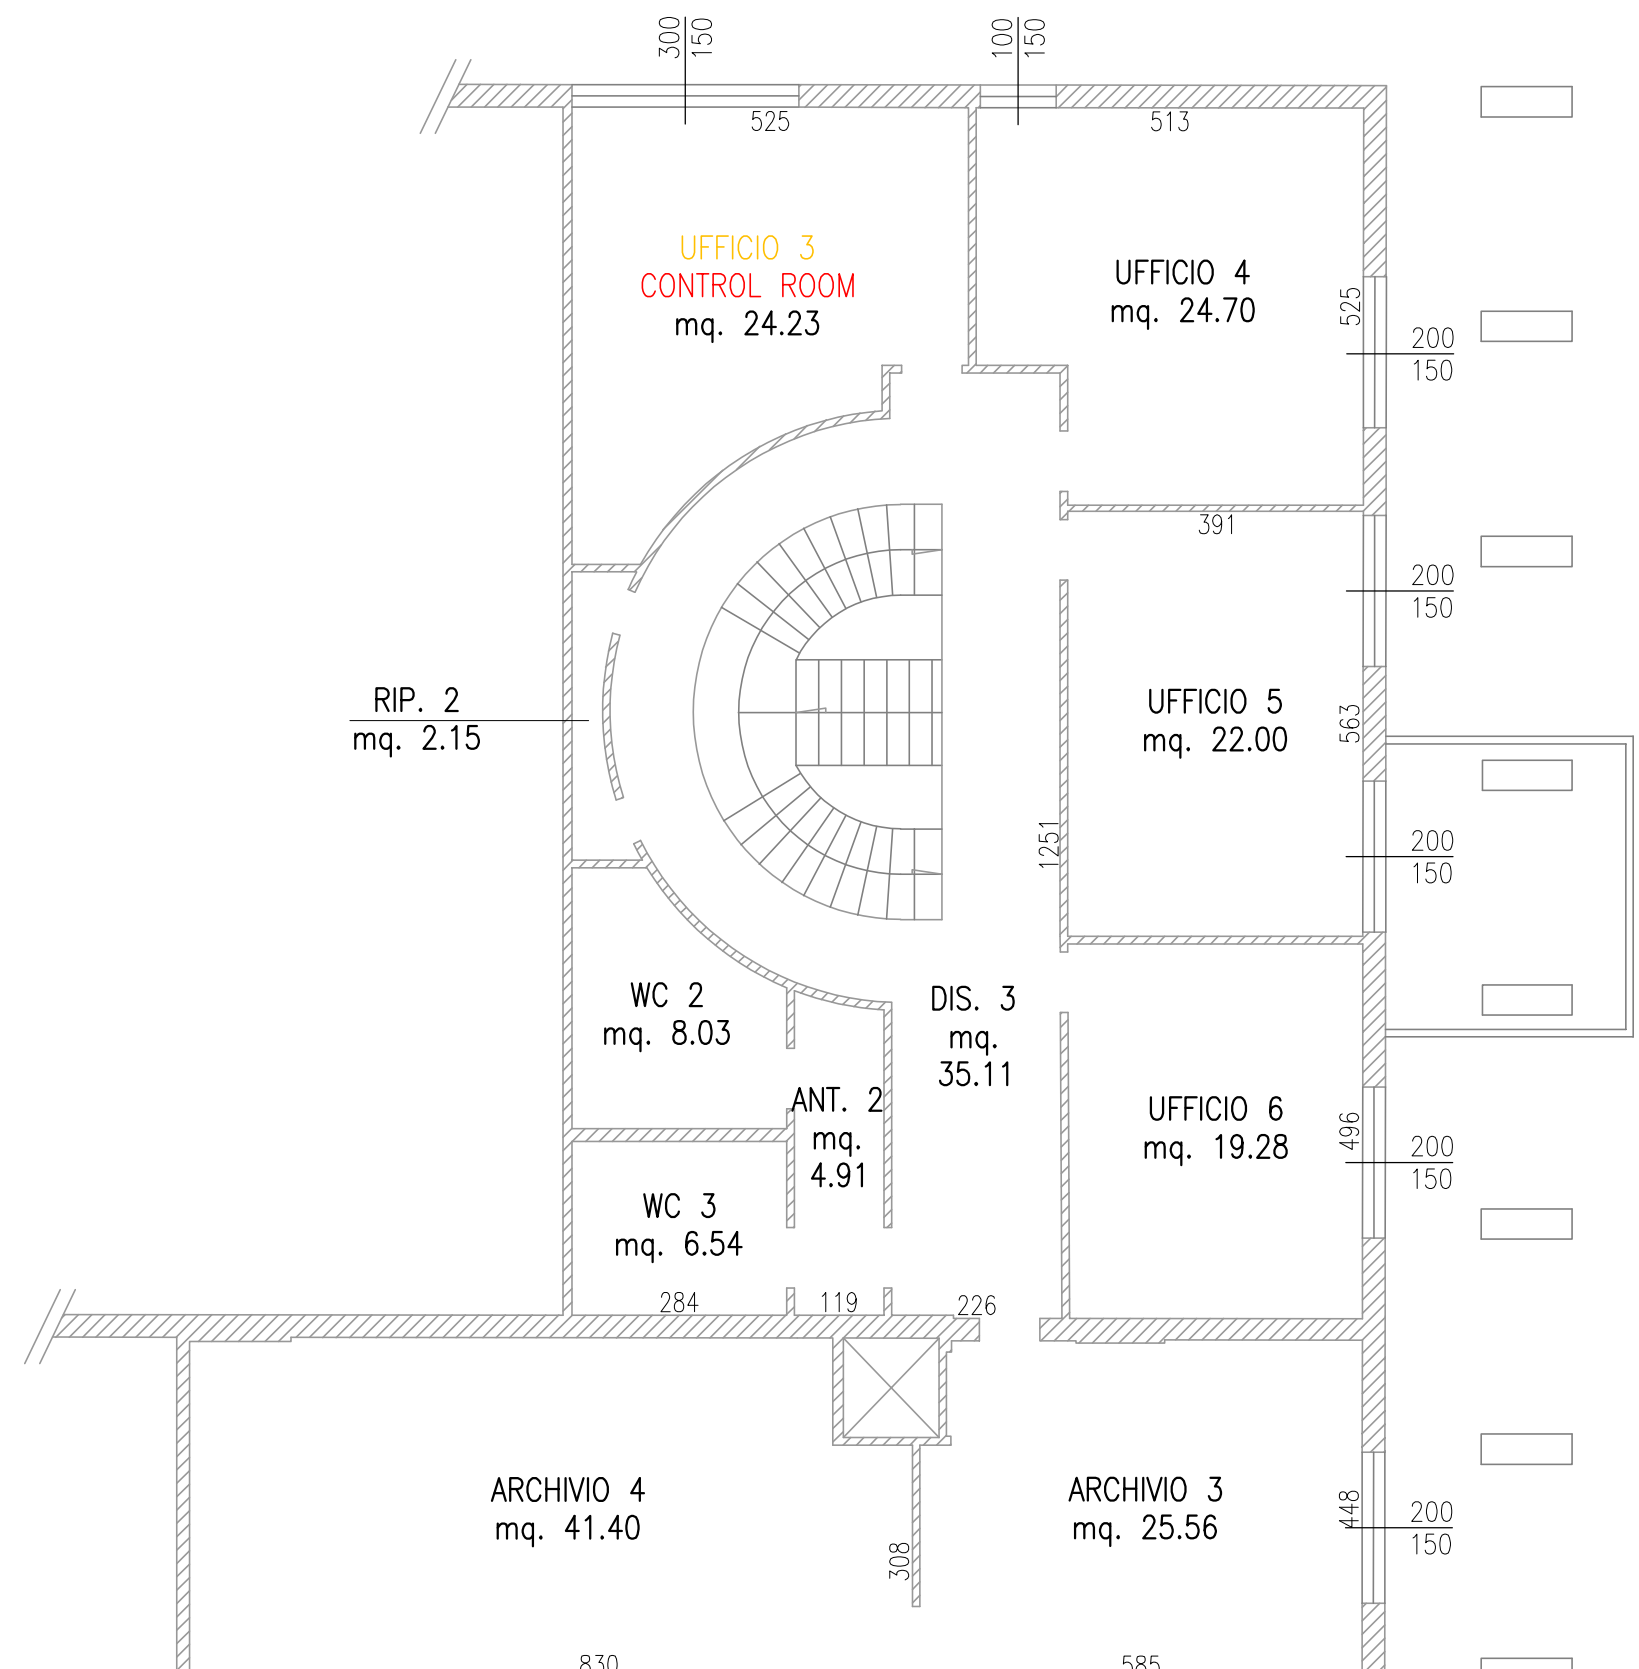 300
150
100
150
525
513
UFFICIO 3
CONTROL ROOM
mq. 24.23
UFFICIO 4
mq. 24.70
525
200
150
391
200
150
RIP. 2
mq. 2.15
UFFICIO 5
mq. 22.00
563
1251
200
150
WC 2
mq. 8.03
DIS. 3
mq.
35.11
ANT. 2
mq.
4.91
UFFICIO 6
mq. 19.28
496
200
150
WC 3
mq. 6.54
284
119
226
ARCHIVIO 4
mq. 41.40
ARCHIVIO 3
mq. 25.56
448
200
150
308
830
585